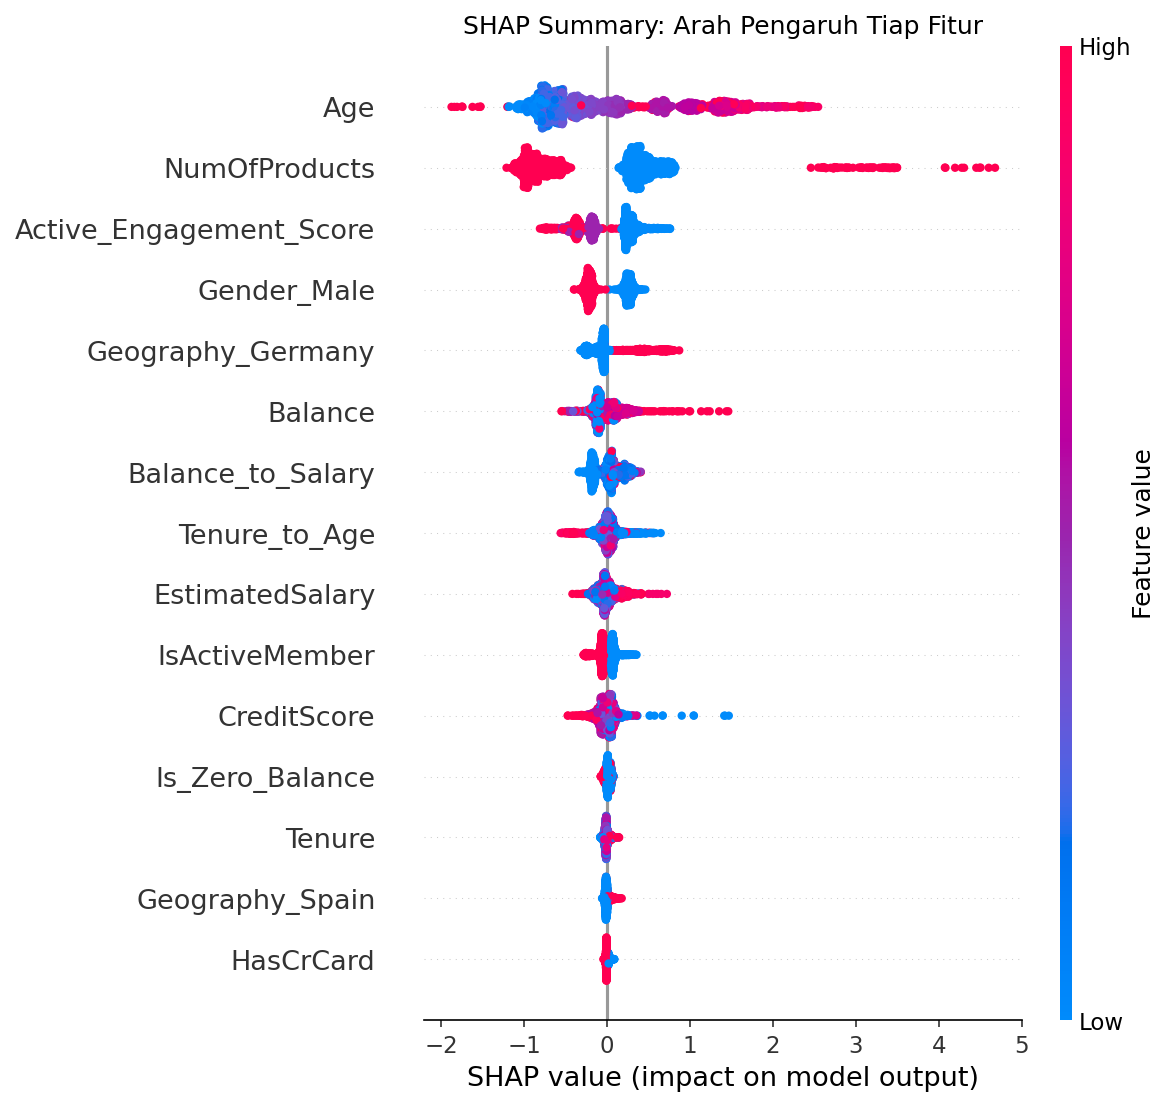 SHAP Summary: Arah Pengaruh Tiap Fitur
High
Age
NumOfProducts
Active_Engagement_Score
Gender_Male
Geography_Germany
Balance
Balance_to_Salary
Tenure_to_Age
EstimatedSalary
IsActiveMember
CreditScore
Is_Zero_Balance
Tenure
Geography_Spain
HasCrCard
Feature value
Low
−2 −1 0 1 2 3 4 5
SHAP value (impact on model output)